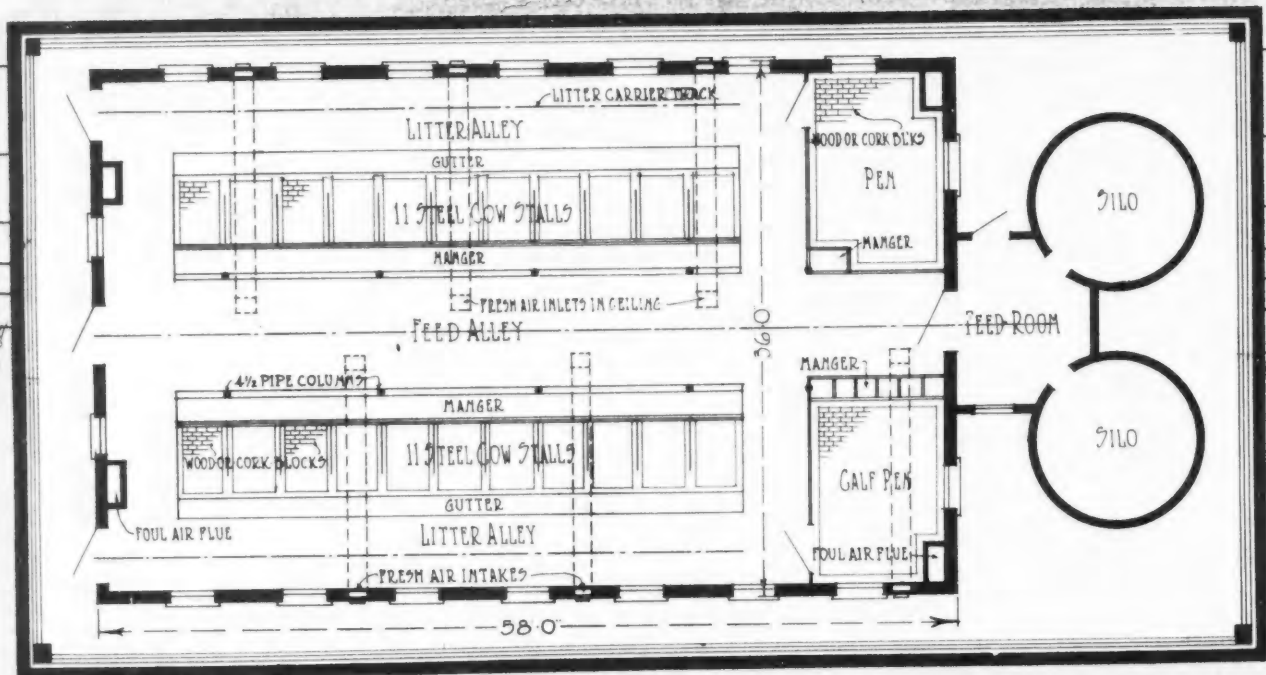 LITTER CARRIER TRACK
LITTER ALLEY
WOOD OR CORK BLKS
GUTTER
PEN
11 STEEL COW STALLS
SILO
MANGER
MANGER
FRESH AIR INLETS IN CEILING
FEED ALLEY
36-0
FEED ROOM
MANGER
4½ PIPE COLUMNS
MANGER
WOOD OR CORK BLOCKS
11 STEEL COW STALLS
SILO
CALF PEN
GUTTER
FOUL AIR FLUE
LITTER ALLEY
FOUL AIR FLUE
FRESH AIR INTAKES
58-0"